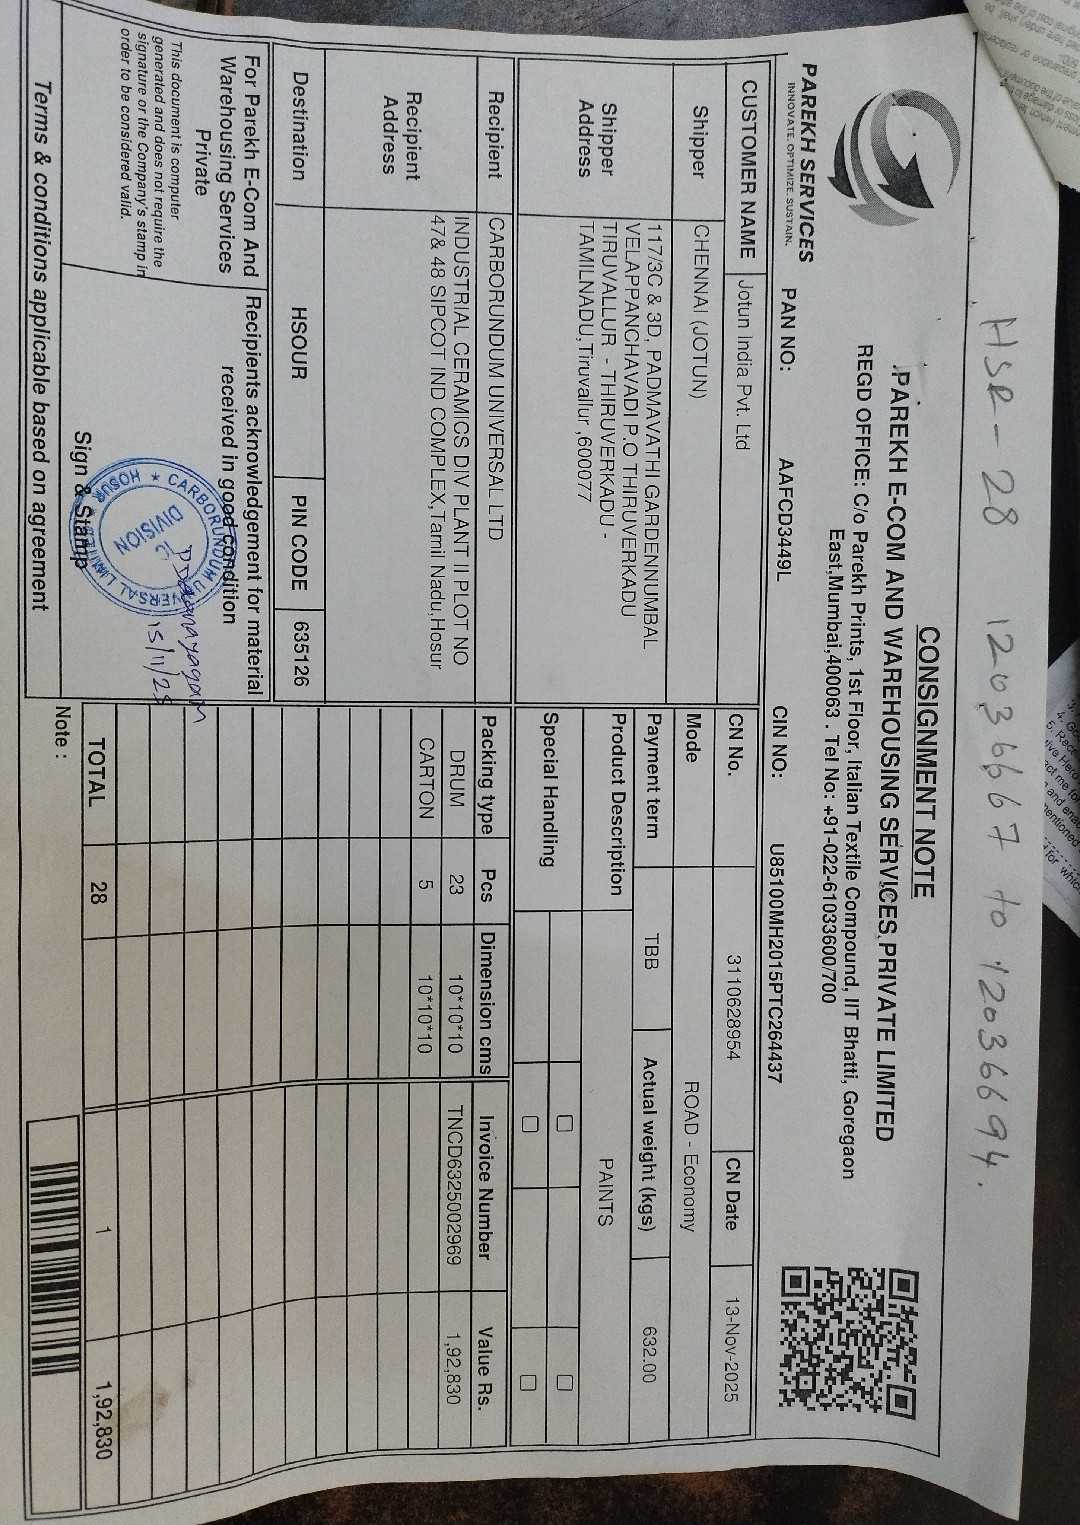 HSR - 28 120366667 to 120366694.
CONSIGNMENT NOTE
.PAREKH E-COM AND WAREHOUSING SERVICES PRIVATE LIMITED
REGD OFFICE: C/o Parekh Prints, 1st Floor, Italian Textile Compound, IIT Bhatti, Goregaon
East,Mumbai,400063 . Tel No: +91-022-61033600/700
PAREKH SERVICES
INNOVATE. OPTIMIZE. SUSTAIN.
PAN NO: AAFCD3449L CIN NO: U85100MH2015PTC264437
CUSTOMER NAME Jotun India Pvt. Ltd
Shipper CHENNAI (JOTUN)
Shipper Address
117/3C & 3D, PADMAVATHI GARDENNUMBAL
VELAPPANCHAVADI P.O THIRUVERKADU
TIRUVALLUR - THIRUVERKADU -
TAMILNADU,Tiruvallur ,600077
Recipient CARBORUNDUM UNIVERSAL LTD
Recipient Address
INDUSTRIAL CERAMICS DIV PLANT II PLOT NO
47& 48 SIPCOT IND COMPLEX,Tamil Nadu,Hosur
Destination HSOUR PIN CODE 635126
For Parekh E-Com And
Warehousing Services
Private
This document is computer
generated and does not require the
signature or the Company's stamp in
order to be considered valid.
Recipients acknowledgement for material
received in good condition
CARBORUNDUM UNIVERSAL LIMITED
★ HOSUR ★
IC
DIVISION
15/11/25
Sign & Stamp
Terms & conditions applicable based on agreement
CN No. 3110628954 CN Date 13-Nov-2025
Mode ROAD - Economy
Payment term TBB Actual weight (kgs) 632.00
Product Description PAINTS
Special Handling
Packing type Pcs Dimension cms Invoice Number Value Rs.
DRUM 23 10*10*10 TNCD6325002969 1,92,830
CARTON 5 10*10*10
TOTAL 28 1 1,92,830
Note :